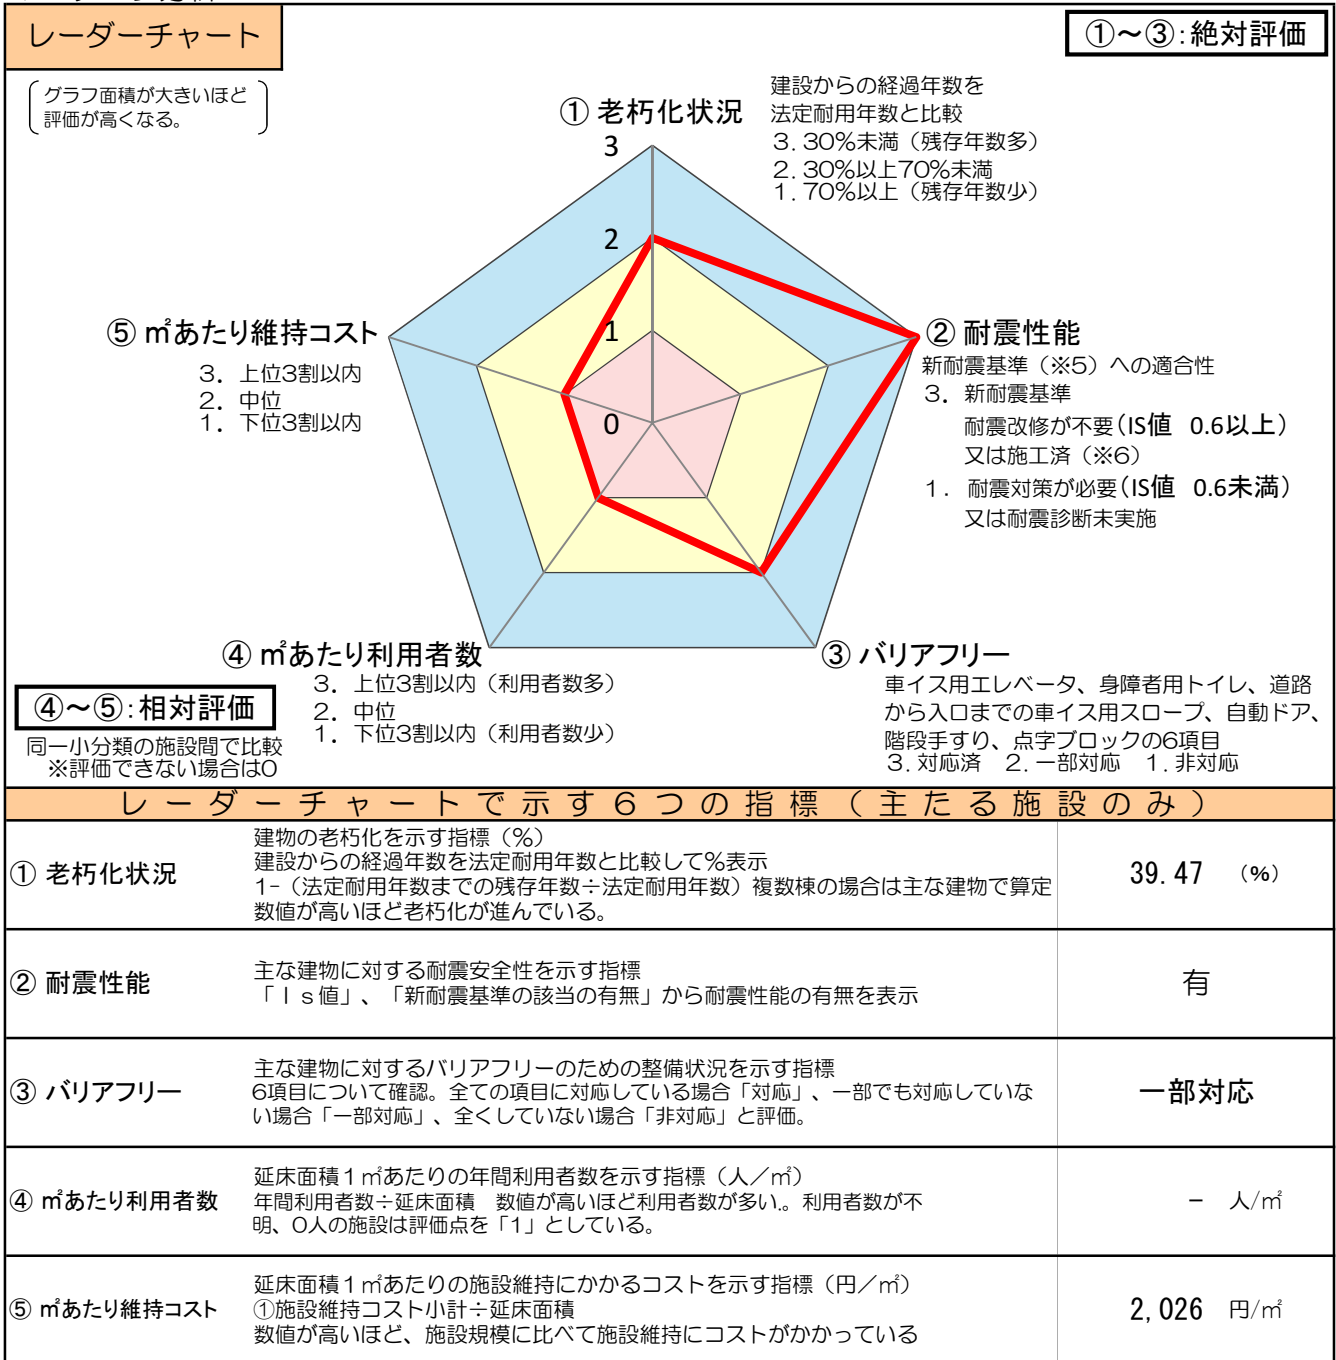 レーダーチャート
①～③：絶対評価
グラフ面積が大きいほど
評価が高くなる。
① 老朽化状況
建設からの経過年数を
法定耐用年数と比較
3．30％未満（残存年数多）
2．30％以上70％未満
1．70％以上（残存年数少）
3
2
1
0
② 耐震性能
新耐震基準（※5）への適合性
3．新耐震基準
耐震改修が不要（IS値 0.6以上）
又は施工済（※6）
1．耐震対策が必要（IS値 0.6未満）
又は耐震診断未実施
⑤ ㎡あたり維持コスト
3．上位3割以内
2．中位
1．下位3割以内
④ ㎡あたり利用者数
3．上位3割以内（利用者数多）
2．中位
1．下位3割以内（利用者数少）
③ バリアフリー
車イス用エレベータ、身障者用トイレ、道路
から入口までの車イス用スロープ、自動ドア、
階段手すり、点字ブロックの6項目
3．対応済 2．一部対応 1．非対応
④～⑤：相対評価
同一小分類の施設間で比較
※評価できない場合は0
レーダーチャートで示す６つの指標（主たる施設のみ）
① 老朽化状況
建物の老朽化を示す指標（％）
建設からの経過年数を法定耐用年数と比較して％表示
1-（法定耐用年数までの残存年数÷法定耐用年数）複数棟の場合は主な建物で算定
数値が高いほど老朽化が進んでいる。
39.47 （%）
② 耐震性能
主な建物に対する耐震安全性を示す指標
「Ｉｓ値」、「新耐震基準の該当の有無」から耐震性能の有無を表示
有
③ バリアフリー
主な建物に対するバリアフリーのための整備状況を示す指標
6項目について確認。全ての項目に対応している場合「対応」、一部でも対応していな
い場合「一部対応」、全くしていない場合「非対応」と評価。
一部対応
④ ㎡あたり利用者数
延床面積１㎡あたりの年間利用者数を示す指標（人／㎡）
年間利用者数÷延床面積 数値が高いほど利用者数が多い。利用者数が不
明、0人の施設は評価点を「1」としている。
－ 人/㎡
⑤ ㎡あたり維持コスト
延床面積１㎡あたりの施設維持にかかるコストを示す指標（円／㎡）
①施設維持コスト小計÷延床面積
数値が高いほど、施設規模に比べて施設維持にコストがかかっている
2,026 円/㎡